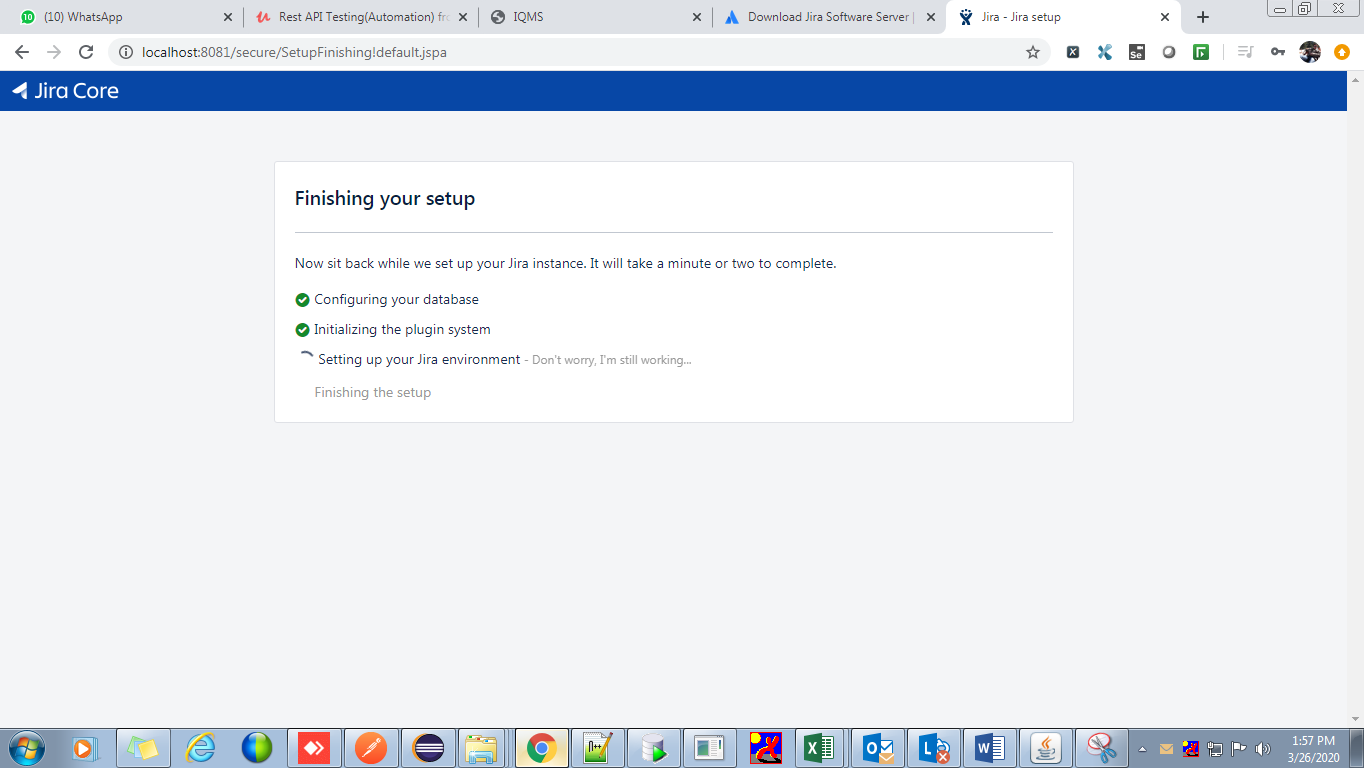 10 (10) WhatsApp
Rest API Testing(Automation) fro
IQMS
Download Jira Software Server |
Jira - Jira setup
localhost:8081/secure/SetupFinishing!default.jspa
X
Se
Jira Core
Finishing your setup
Now sit back while we set up your Jira instance. It will take a minute or two to complete.
Configuring your database
Initializing the plugin system
Setting up your Jira environment - Don't worry, I'm still working...
Finishing the setup
1:57 PM
3/26/2020